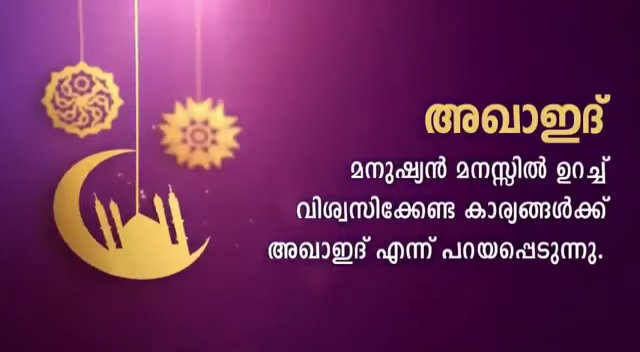 അഖാഇദ്
മനുഷ്യൻ മനസ്സിൽ ഉറച്ച്
വിശ്വസിക്കേണ്ട കാര്യങ്ങൾക്ക്
അഖാഇദ് എന്ന് പറയപ്പെടുന്നു.